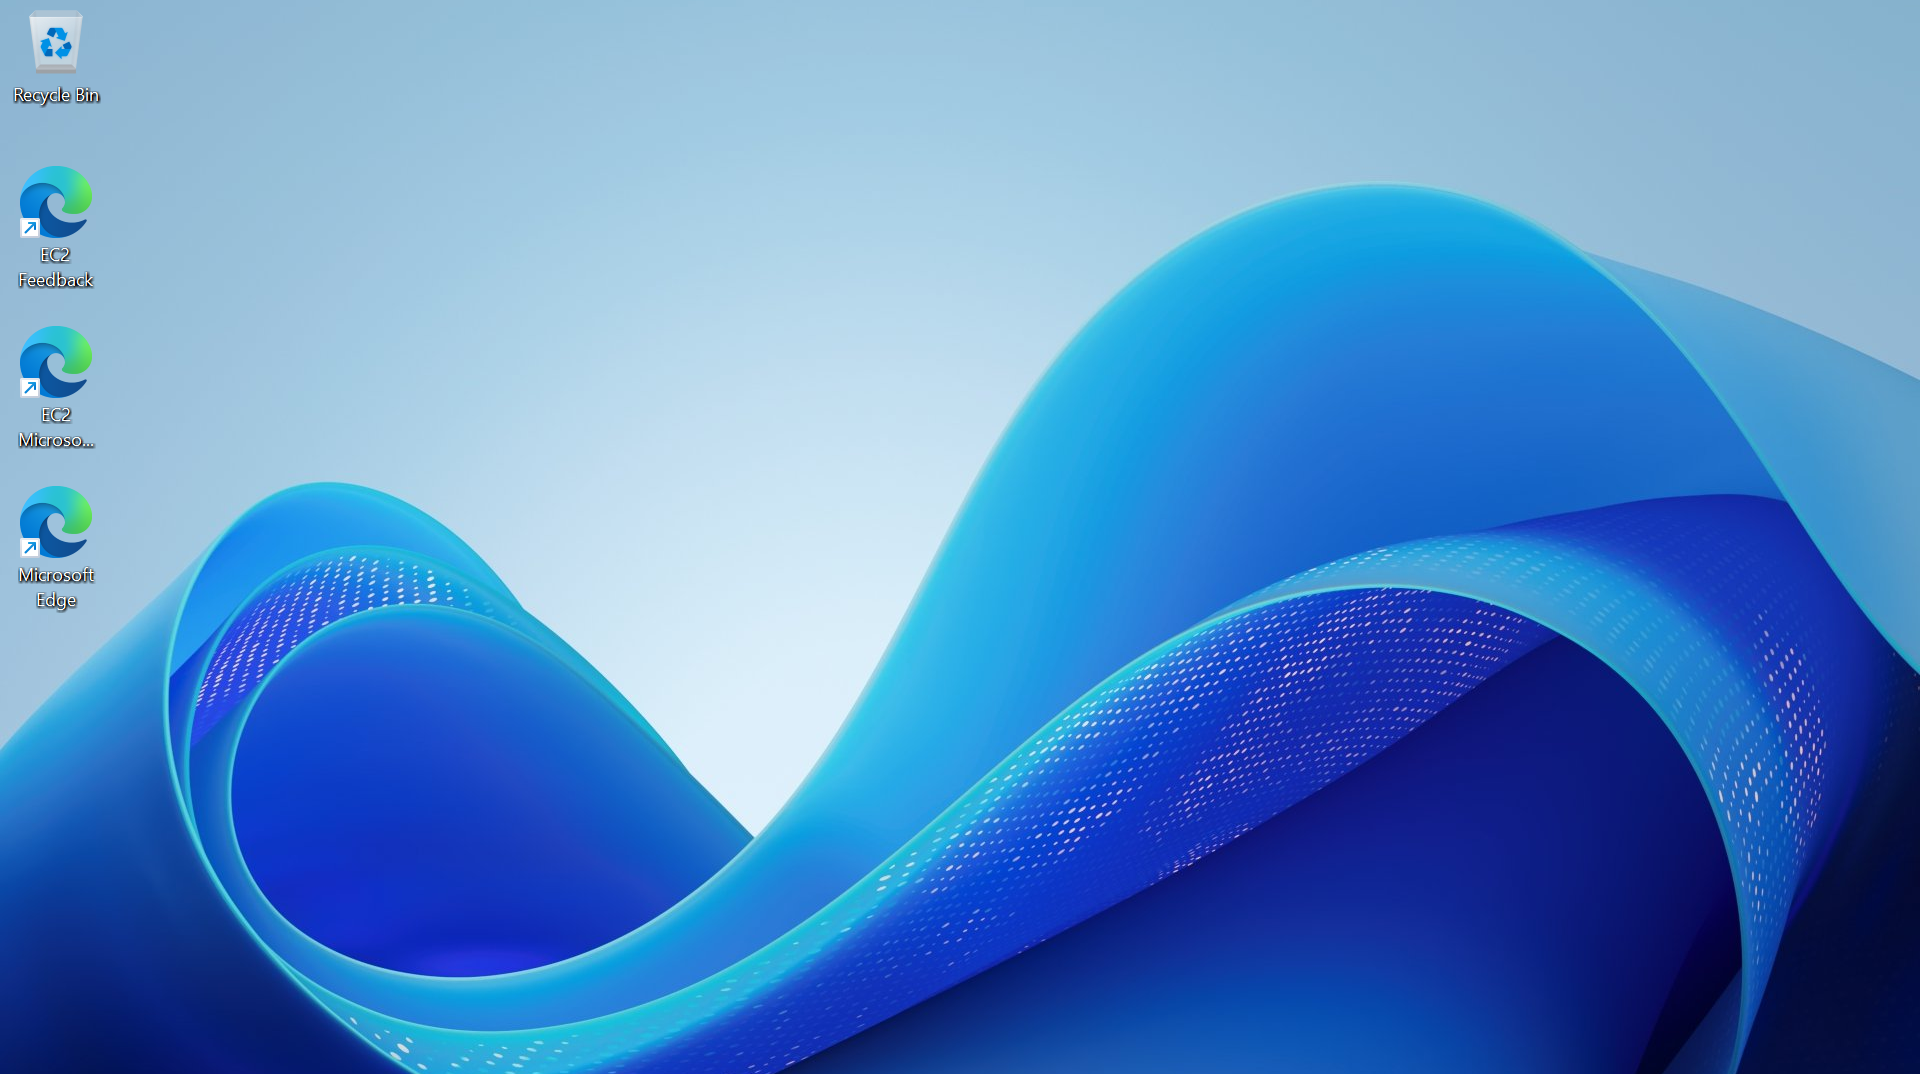 Recycle Bin
EC2
Feedback
EC2
Microso...
Microsoft
Edge